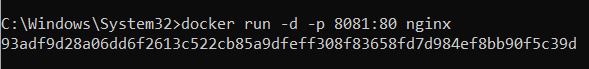 C:\Windows\System32>docker run -d -p 8081:80 nginx
93adf9d28a06dd6f2613c522cb85a9dfeff308f83658fd7d984ef8bb90f5c39d